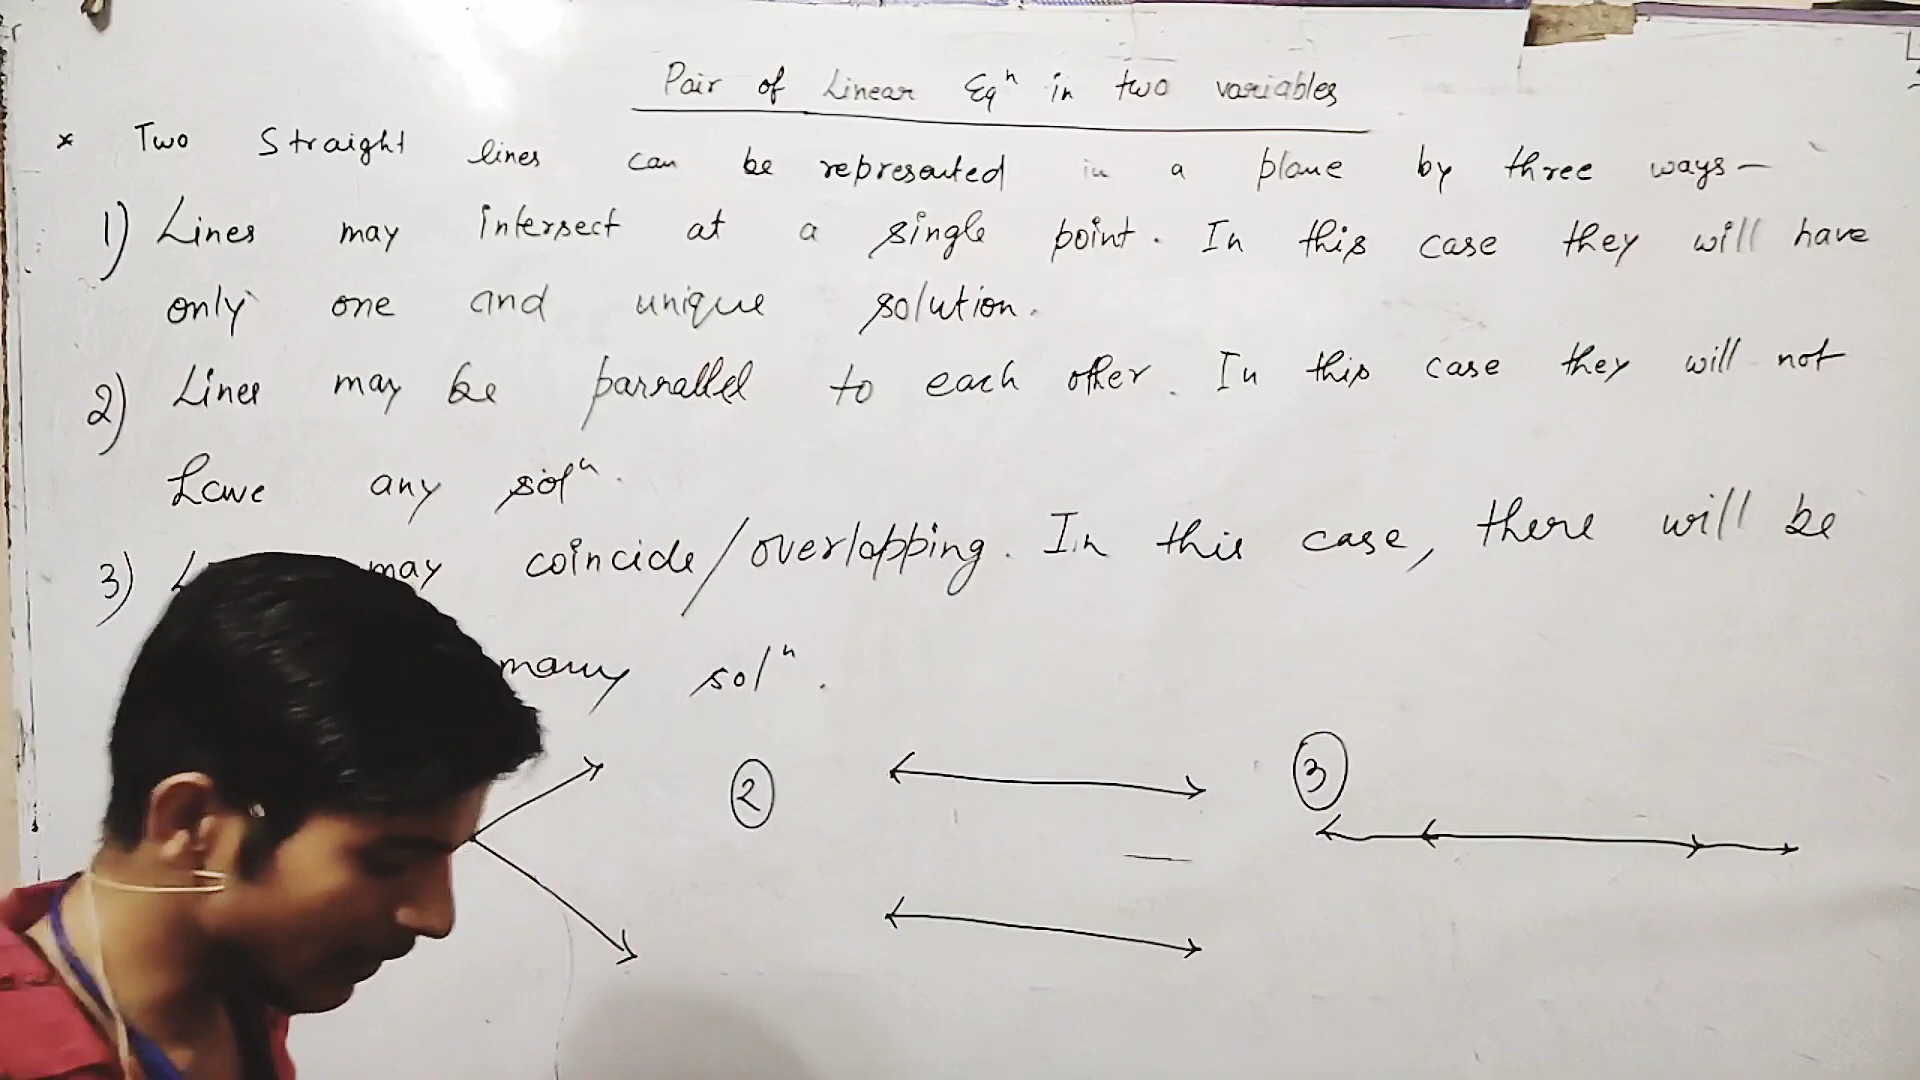 Pair of Linear Eqⁿ in two variables
* Two Straight lines can be represented in a plane by three ways—
1) Lines may intersect at a single point. In this case they will have
only one and unique solution.
2) Lines may be parrallel to each other. In this case they will not
have any solⁿ.
3) may coincide/overlapping. In this case, there will be
many solⁿ.
② ③